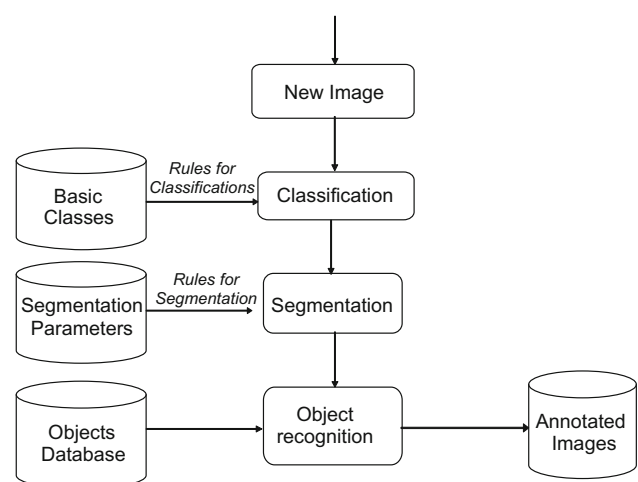 New Image
Rules for
Classifications
Basic
Classes
Classification
Rules for
Segmentation
Segmentation
Parameters
Segmentation
Objects
Database
Object
recognition
Annotated
Images